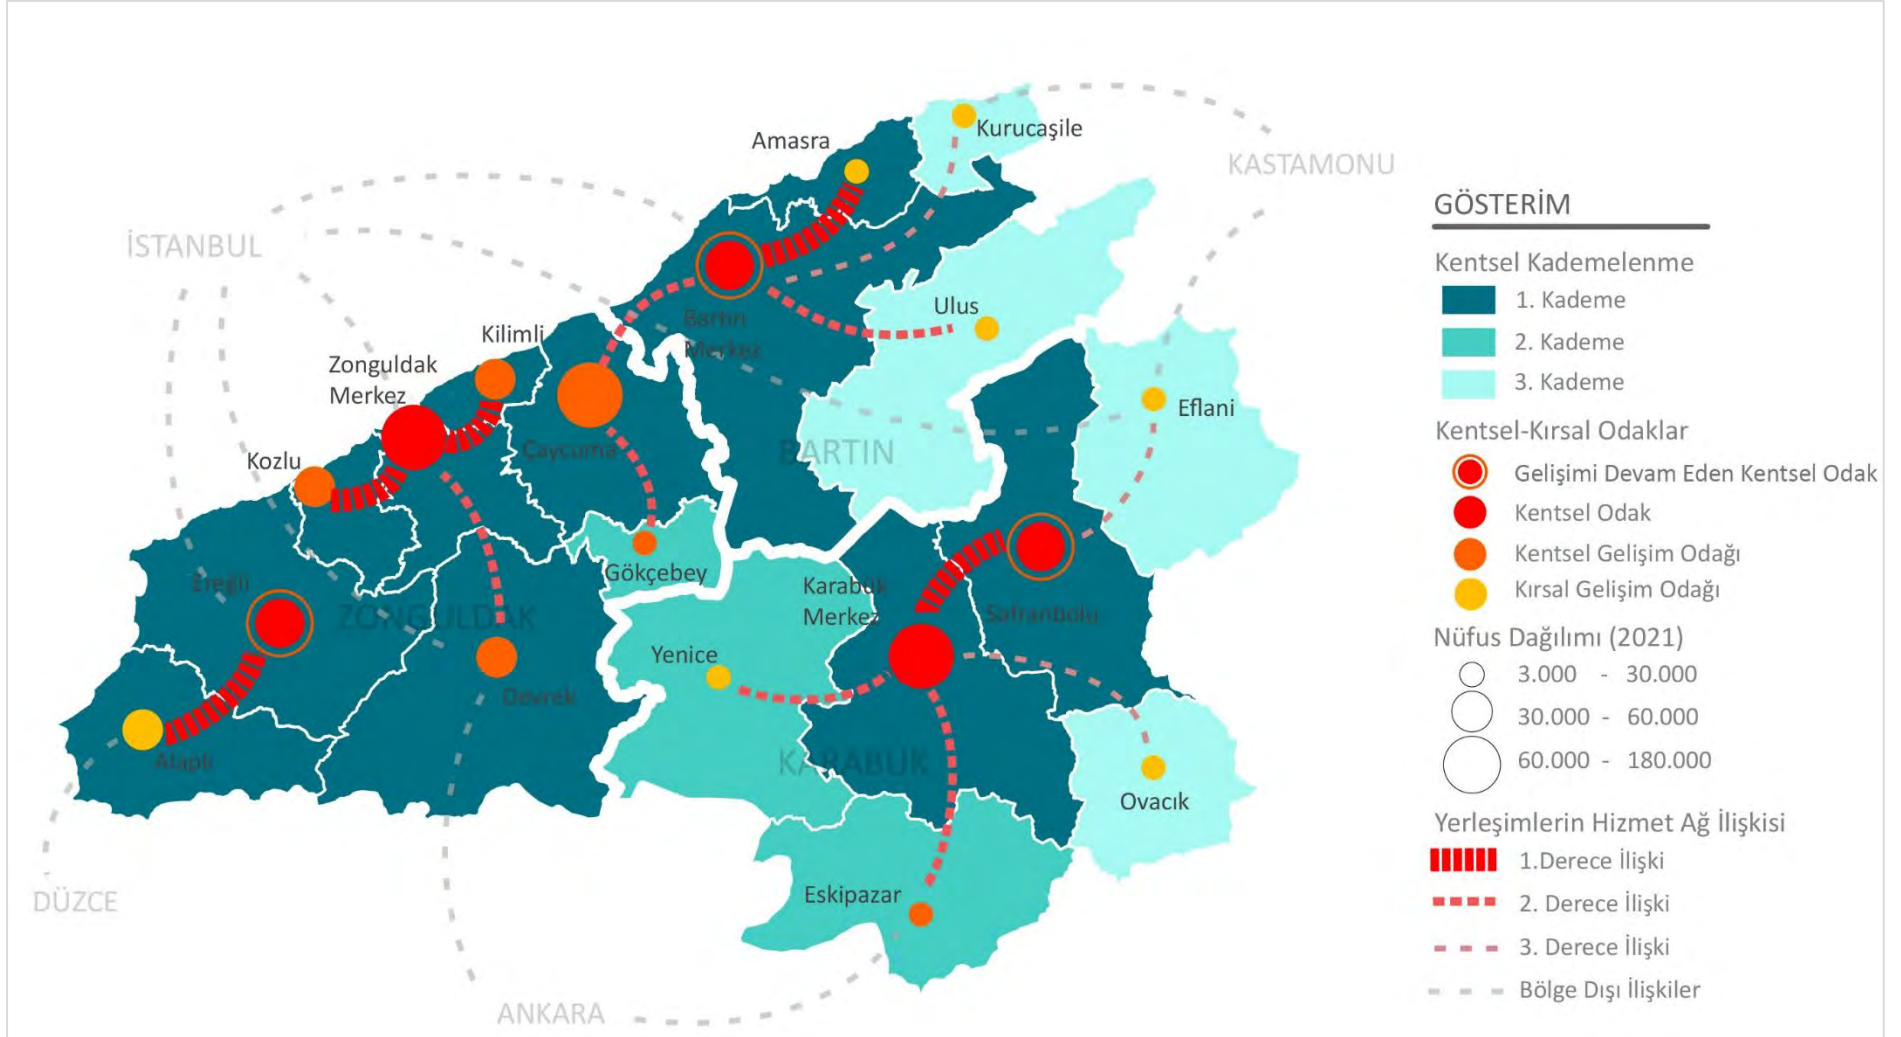 Kurucaşile
Amasra
KASTAMONU
İSTANBUL
Ulus
Bartın
Merkez
Kilimli
Zonguldak
Merkez
Eflani
Çaycuma
BARTIN
Kozlu
Gökçebey
Ereğli
ZONGULDAK
Karabük
Merkez
Safranbolu
Yenice
Devrek
Alaplı
KARABÜK
Ovacık
Eskipazar
DÜZCE
ANKARA
GÖSTERİM
Kentsel Kademelenme
1. Kademe
2. Kademe
3. Kademe
Kentsel-Kırsal Odaklar
Gelişimi Devam Eden Kentsel Odak
Kentsel Odak
Kentsel Gelişim Odağı
Kırsal Gelişim Odağı
Nüfus Dağılımı (2021)
3.000 - 30.000
30.000 - 60.000
60.000 - 180.000
Yerleşimlerin Hizmet Ağ İlişkisi
1.Derece İlişki
2. Derece İlişki
3. Derece İlişki
Bölge Dışı İlişkiler